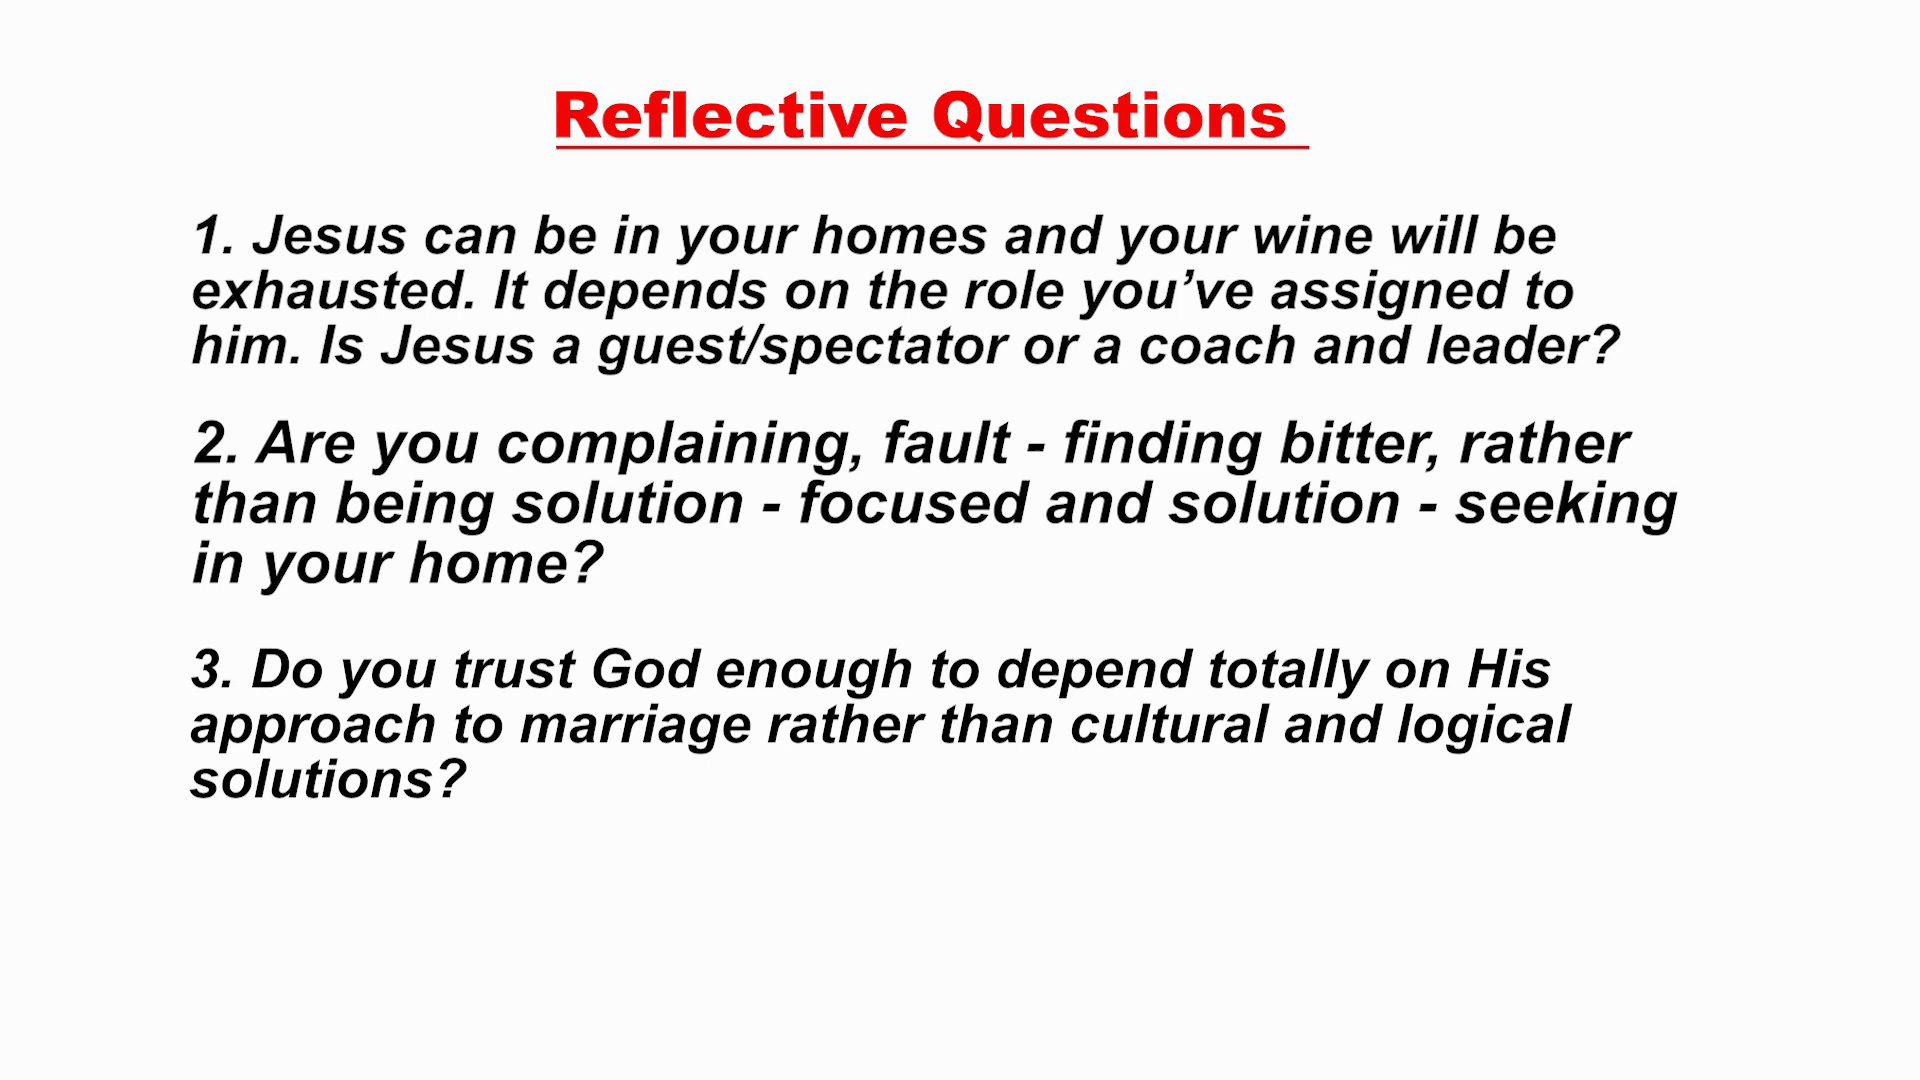 Reflective Questions
1. Jesus can be in your homes and your wine will be
exhausted. It depends on the role you’ve assigned to
him. Is Jesus a guest/spectator or a coach and leader?
2. Are you complaining, fault - finding bitter, rather
than being solution - focused and solution - seeking
in your home?
3. Do you trust God enough to depend totally on His
approach to marriage rather than cultural and logical
solutions?